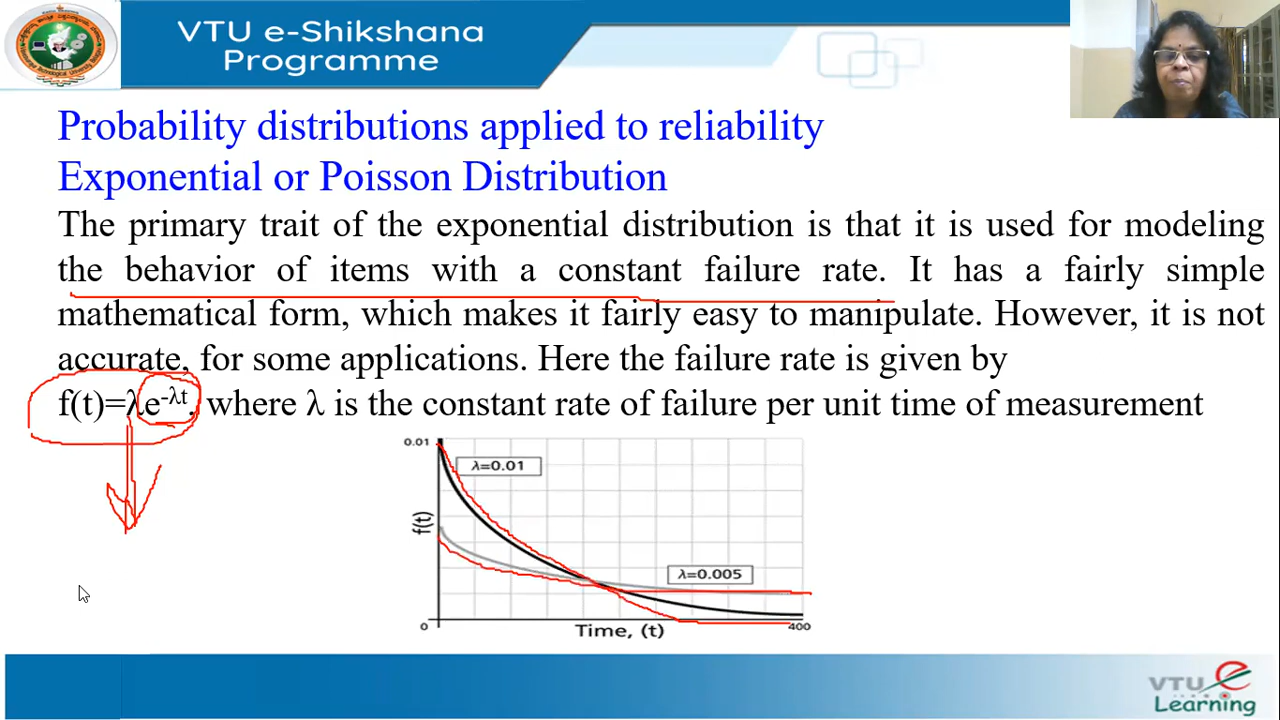 VTU e-Shikshana
Programme
Probability distributions applied to reliability
Exponential or Poisson Distribution
The primary trait of the exponential distribution is that it is used for modeling
the behavior of items with a constant failure rate. It has a fairly simple
mathematical form, which makes it fairly easy to manipulate. However, it is not
accurate, for some applications. Here the failure rate is given by
f(t)=λe-λt, where λ is the constant rate of failure per unit time of measurement
0.01
λ=0.01
f(t)
λ=0.005
0
Time, (t)
400
VTU e
Learning